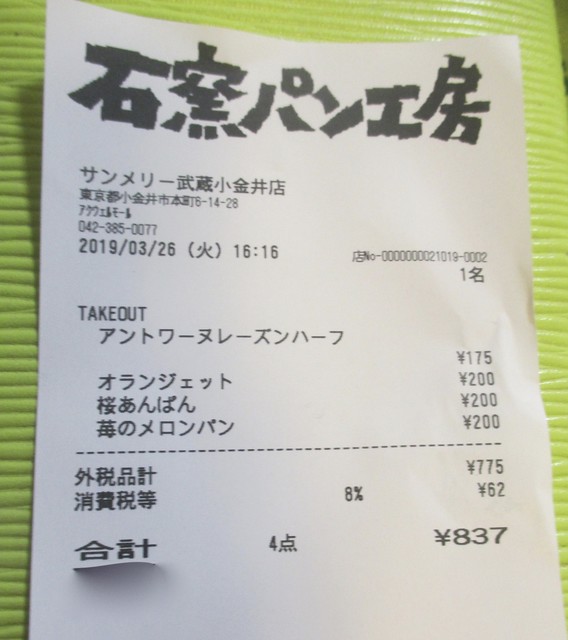 石窯パン工房
サンメリー武蔵小金井店
東京都小金井市本町6-14-28
アクウェルモール
042-385-0077
2019/03/26 (火) 16:16
店No-0000000021019-0002
1名
TAKEOUT
アントワーヌレーズンハーフ
¥175
オランジェット ¥200
桜あんぱん ¥200
苺のメロンパン ¥200
外税品計 ¥775
消費税等 8% ¥62
合計 4点 ¥837